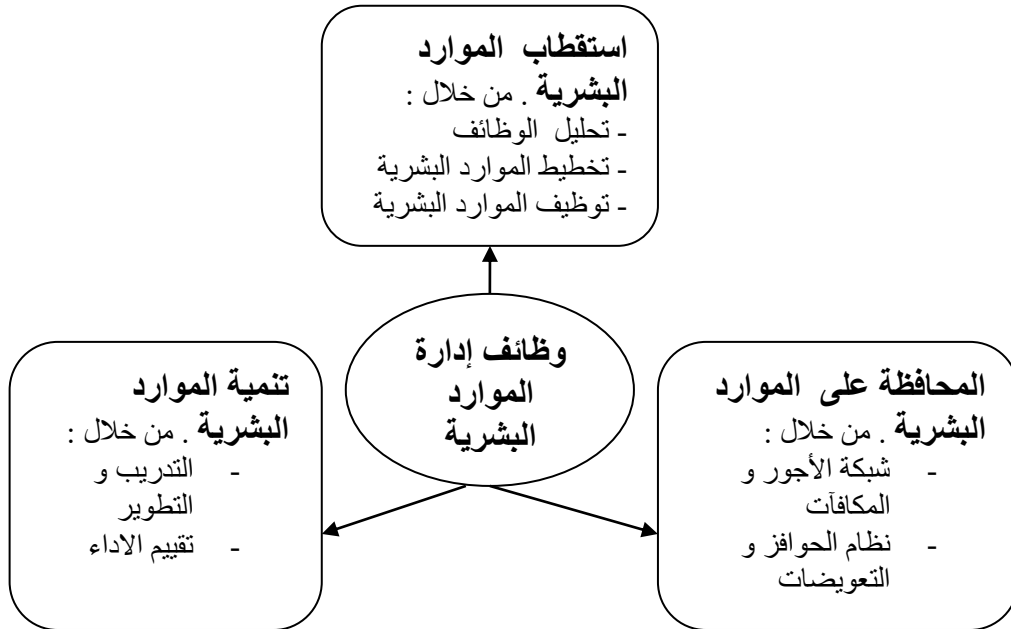 استقطاب الموارد
البشرية . من خلال :
- تحليل الوظائف
- تخطيط الموارد البشرية
- توظيف الموارد البشرية
وظائف إدارة
الموارد
البشرية
المحافظة على الموارد
البشرية . من خلال :
- شبكة الأجور و
المكافآت
- نظام الحوافز و
التعويضات
تنمية الموارد
البشرية . من خلال :
- التدريب و
التطوير
- تقييم الاداء